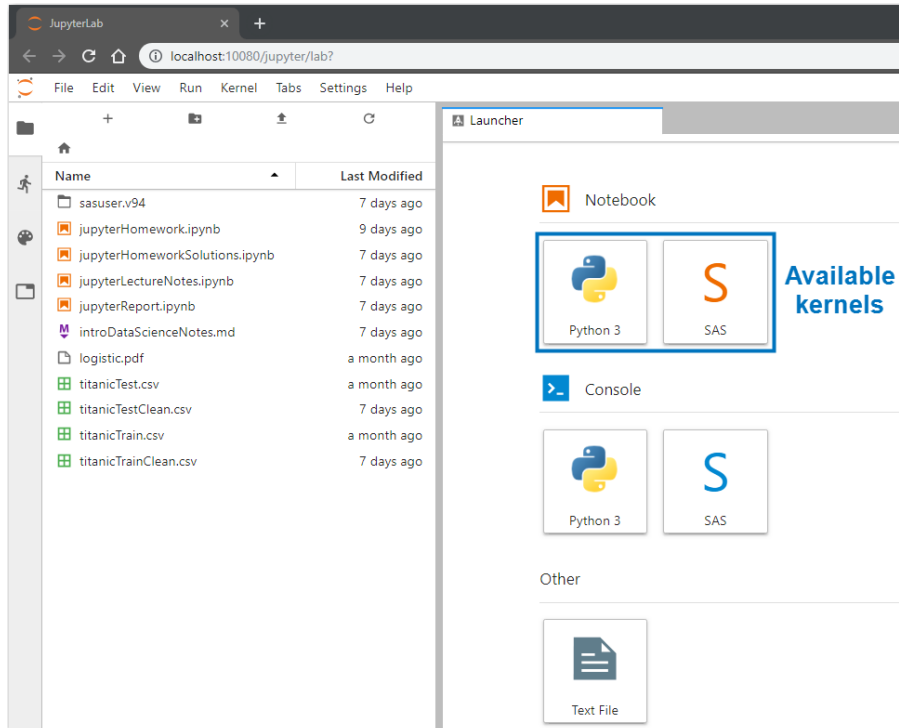 JupyterLab
localhost:10080/jupyter/lab?
File Edit View Run Kernel Tabs Settings Help
Name Last Modified
sasuser.v94 7 days ago
jupyterHomework.ipynb 9 days ago
jupyterHomeworkSolutions.ipynb 7 days ago
jupyterLectureNotes.ipynb 7 days ago
jupyterReport.ipynb 7 days ago
introDataScienceNotes.md 7 days ago
logistic.pdf a month ago
titanicTest.csv a month ago
titanicTestClean.csv 7 days ago
titanicTrain.csv a month ago
titanicTrainClean.csv 7 days ago
Launcher
Notebook
S
Python 3 SAS
Available
kernels
Console
S
Python 3 SAS
Other
Text File